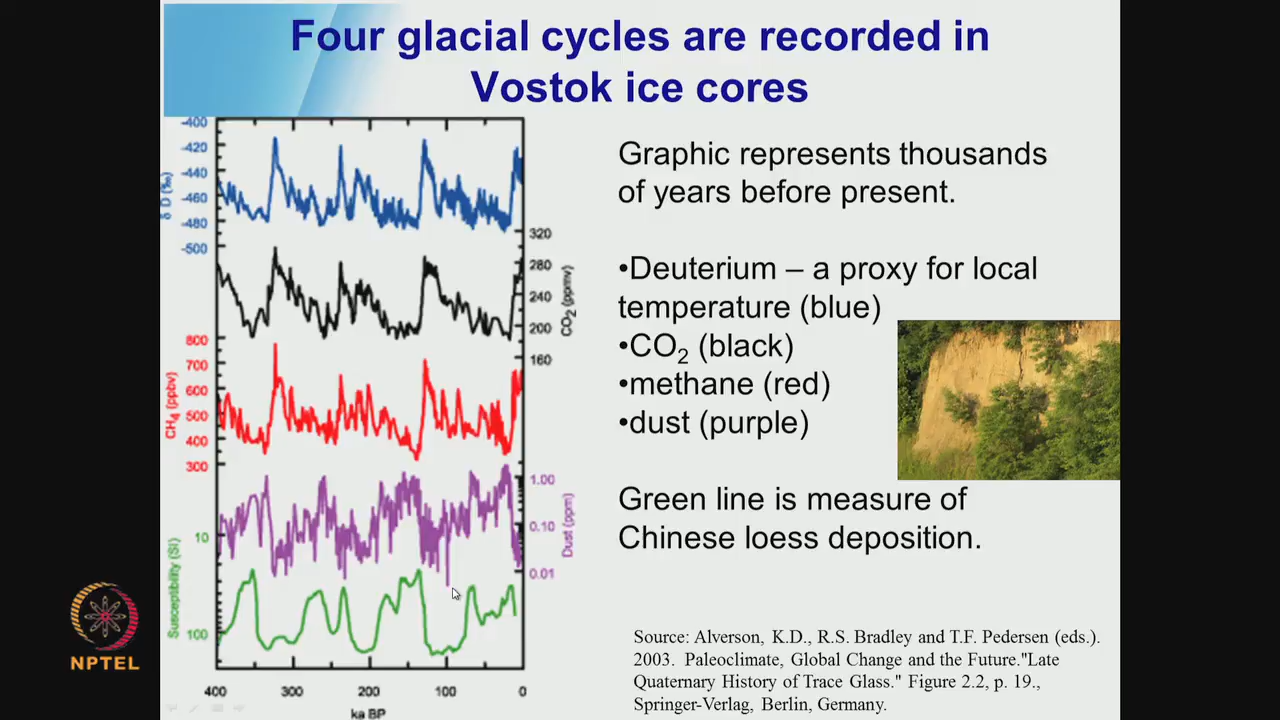 Four glacial cycles are recorded in
Vostok ice cores
-400
-420
-440
-460
-480
-500
δ D (‰)
320
280
240
200
160
CO2 (ppmv)
800
700
600
500
400
300
CH4 (ppbv)
1.00
0.10
0.01
Dust (ppm)
10
100
Susceptibility (SI)
400
300
200
100
0
ka BP
Graphic represents thousands
of years before present.
•Deuterium – a proxy for local
temperature (blue)
•CO2 (black)
•methane (red)
•dust (purple)
Green line is measure of
Chinese loess deposition.
Source: Alverson, K.D., R.S. Bradley and T.F. Pedersen (eds.).
2003. Paleoclimate, Global Change and the Future."Late
Quaternary History of Trace Glass." Figure 2.2, p. 19.,
Springer-Verlag, Berlin, Germany.
NPTEL